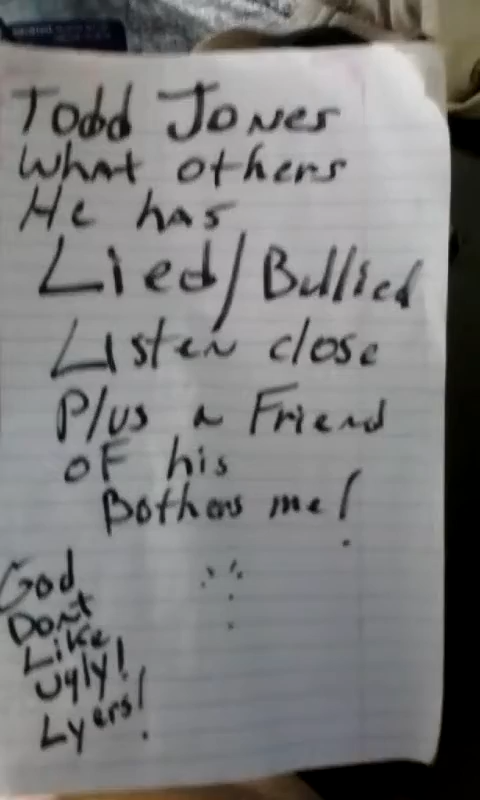 Todd Jones
What others
He has
Lied/Bullied
Listen close
Plus a Friend
of his
Bothers me!
God
Dont
Like
Ugly!
Lyers!